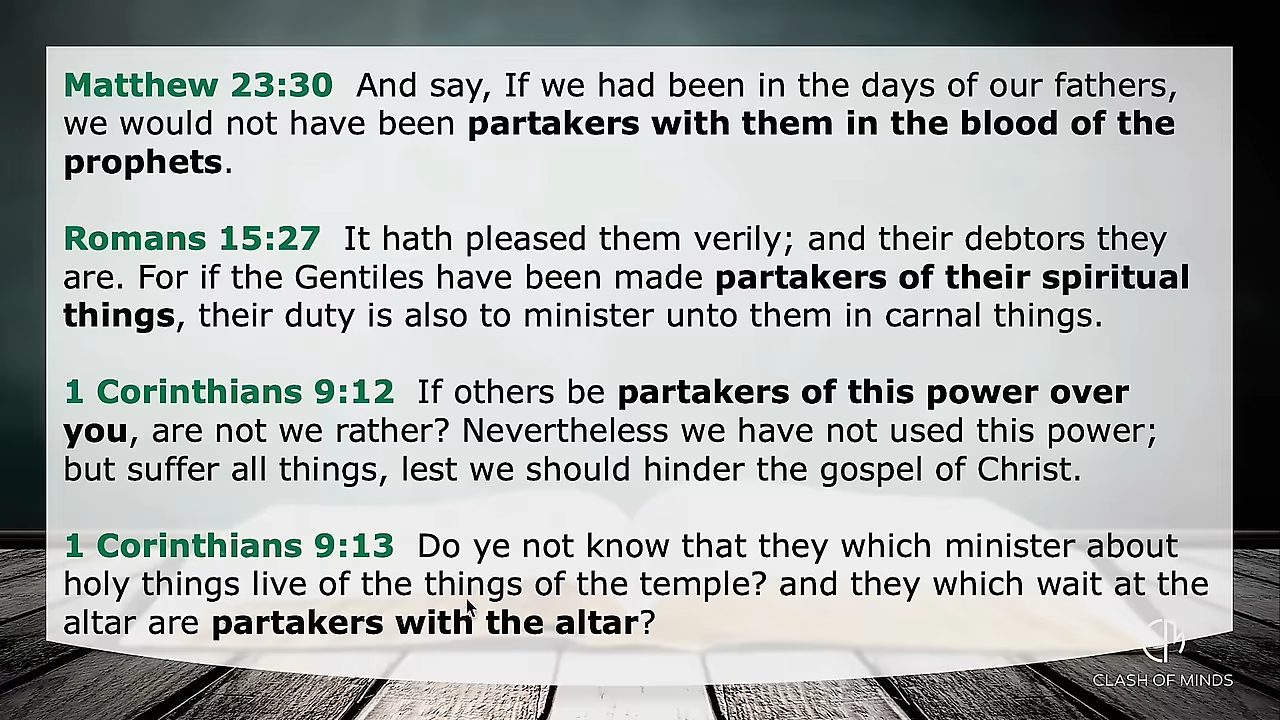 Matthew 23:30 And say, If we had been in the days of our fathers,
we would not have been partakers with them in the blood of the
prophets.
Romans 15:27 It hath pleased them verily; and their debtors they
are. For if the Gentiles have been made partakers of their spiritual
things, their duty is also to minister unto them in carnal things.
1 Corinthians 9:12 If others be partakers of this power over
you, are not we rather? Nevertheless we have not used this power;
but suffer all things, lest we should hinder the gospel of Christ.
1 Corinthians 9:13 Do ye not know that they which minister about
holy things live of the things of the temple? and they which wait at the
altar are partakers with the altar?
CLASH OF MINDS